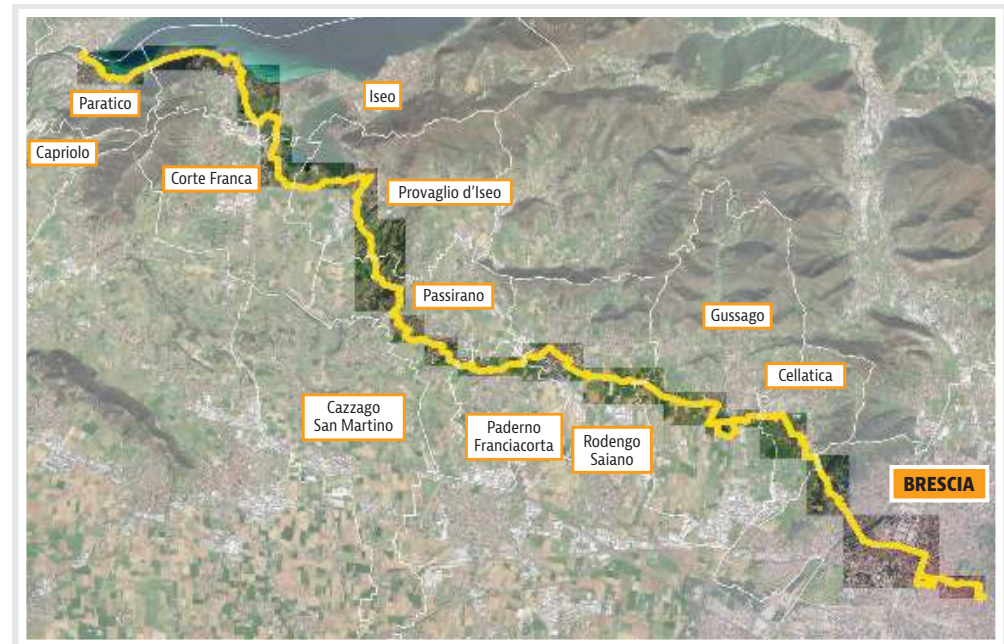 Iseo
Paratico
Capriolo
Corte Franca
Provaglio d'Iseo
Passirano
Gussago
Cellatica
Cazzago
San Martino
Paderno
Franciacorta
Rodengo
Saiano
BRESCIA